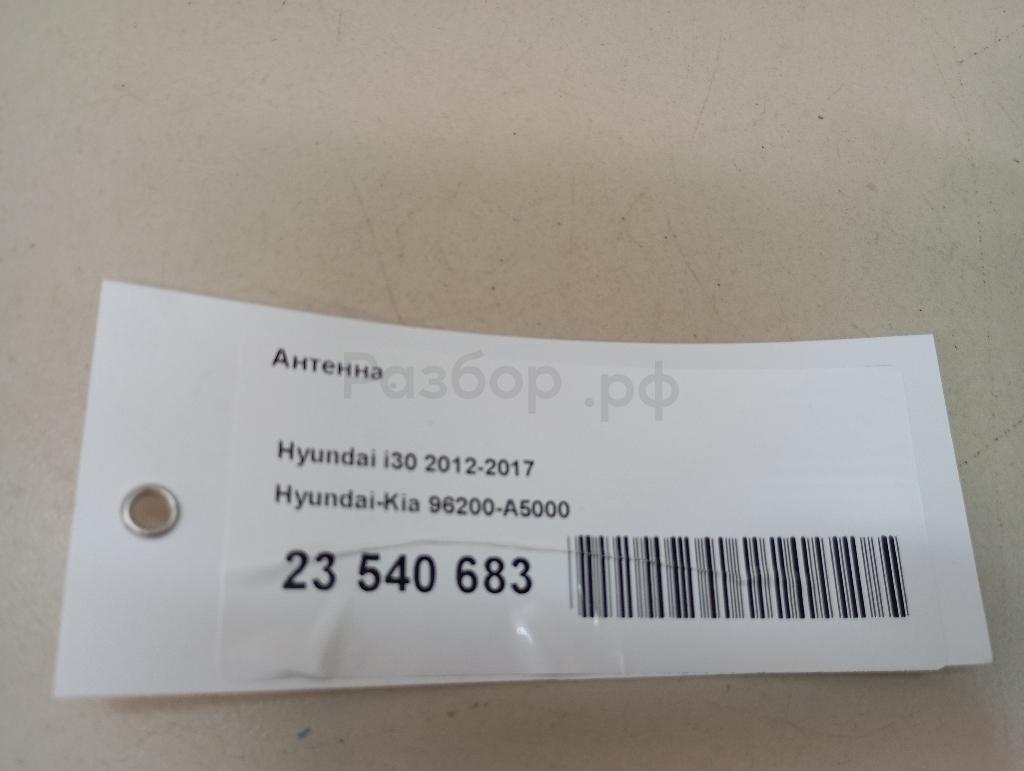 Антенна
Разбор.рф
Hyundai i30 2012-2017
Hyundai-Kia 96200-A5000
23 540 683